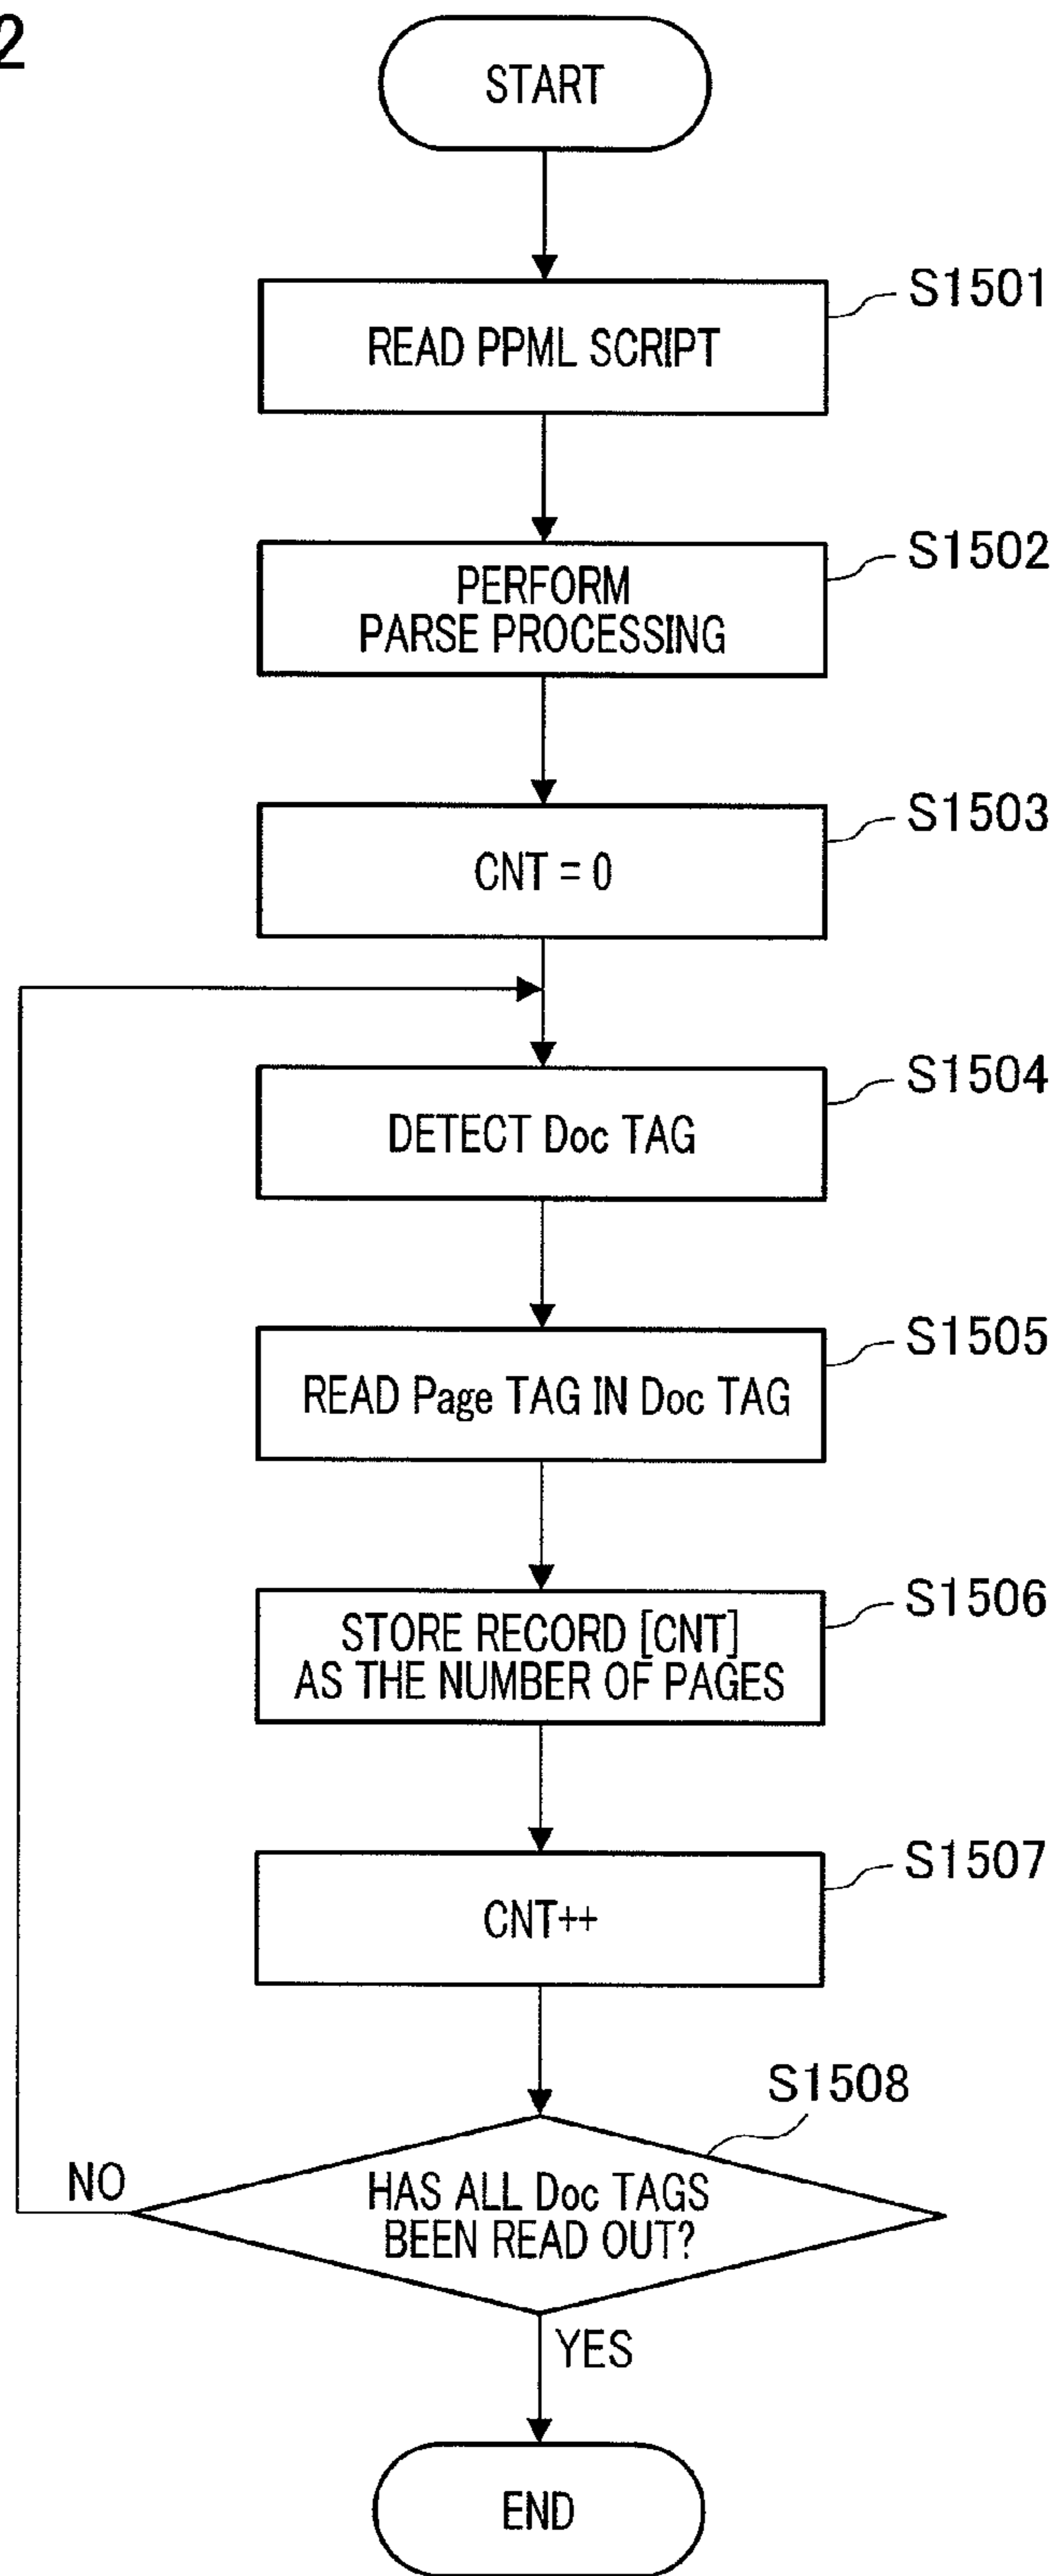 2
START
S1501
READ PPML SCRIPT
S1502
PERFORM
PARSE PROCESSING
S1503
CNT = 0
S1504
DETECT Doc TAG
S1505
READ Page TAG IN Doc TAG
S1506
STORE RECORD [CNT]
AS THE NUMBER OF PAGES
S1507
CNT++
S1508
NO
HAS ALL Doc TAGS
BEEN READ OUT?
YES
END